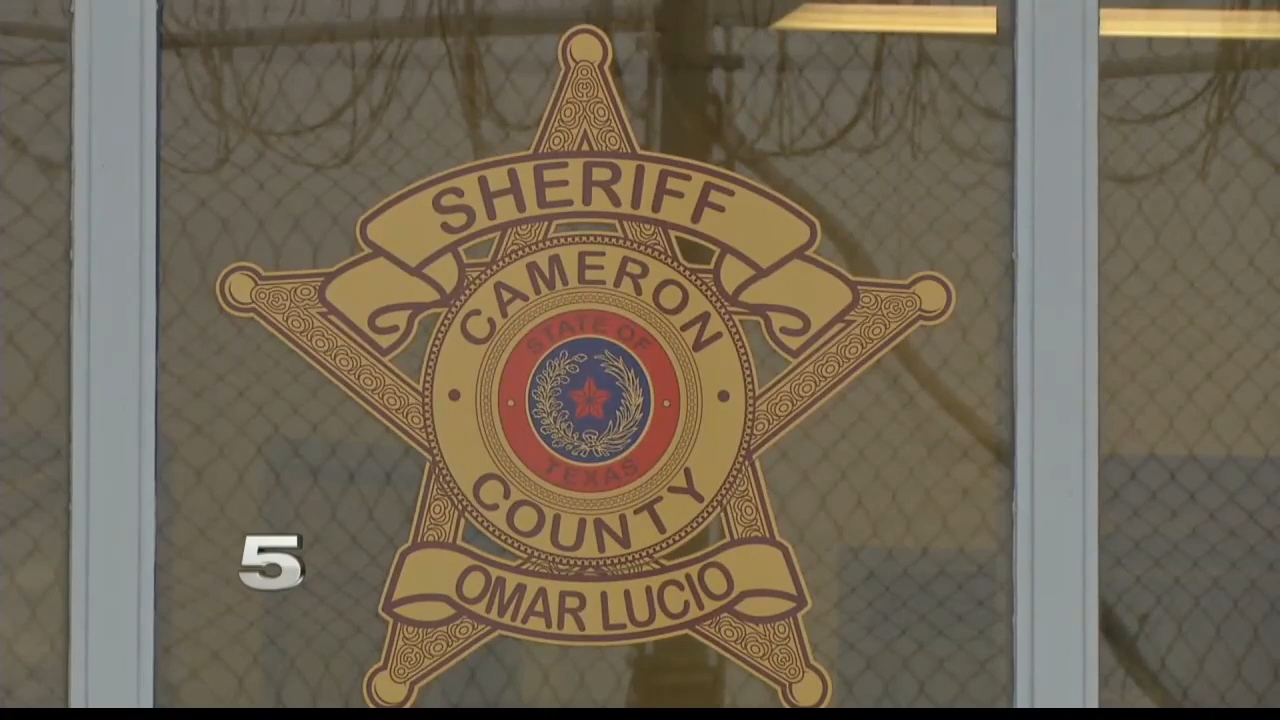 SHERIFF
CAMERON
STATE OF
TEXAS
COUNTY
OMAR LUCIO
5